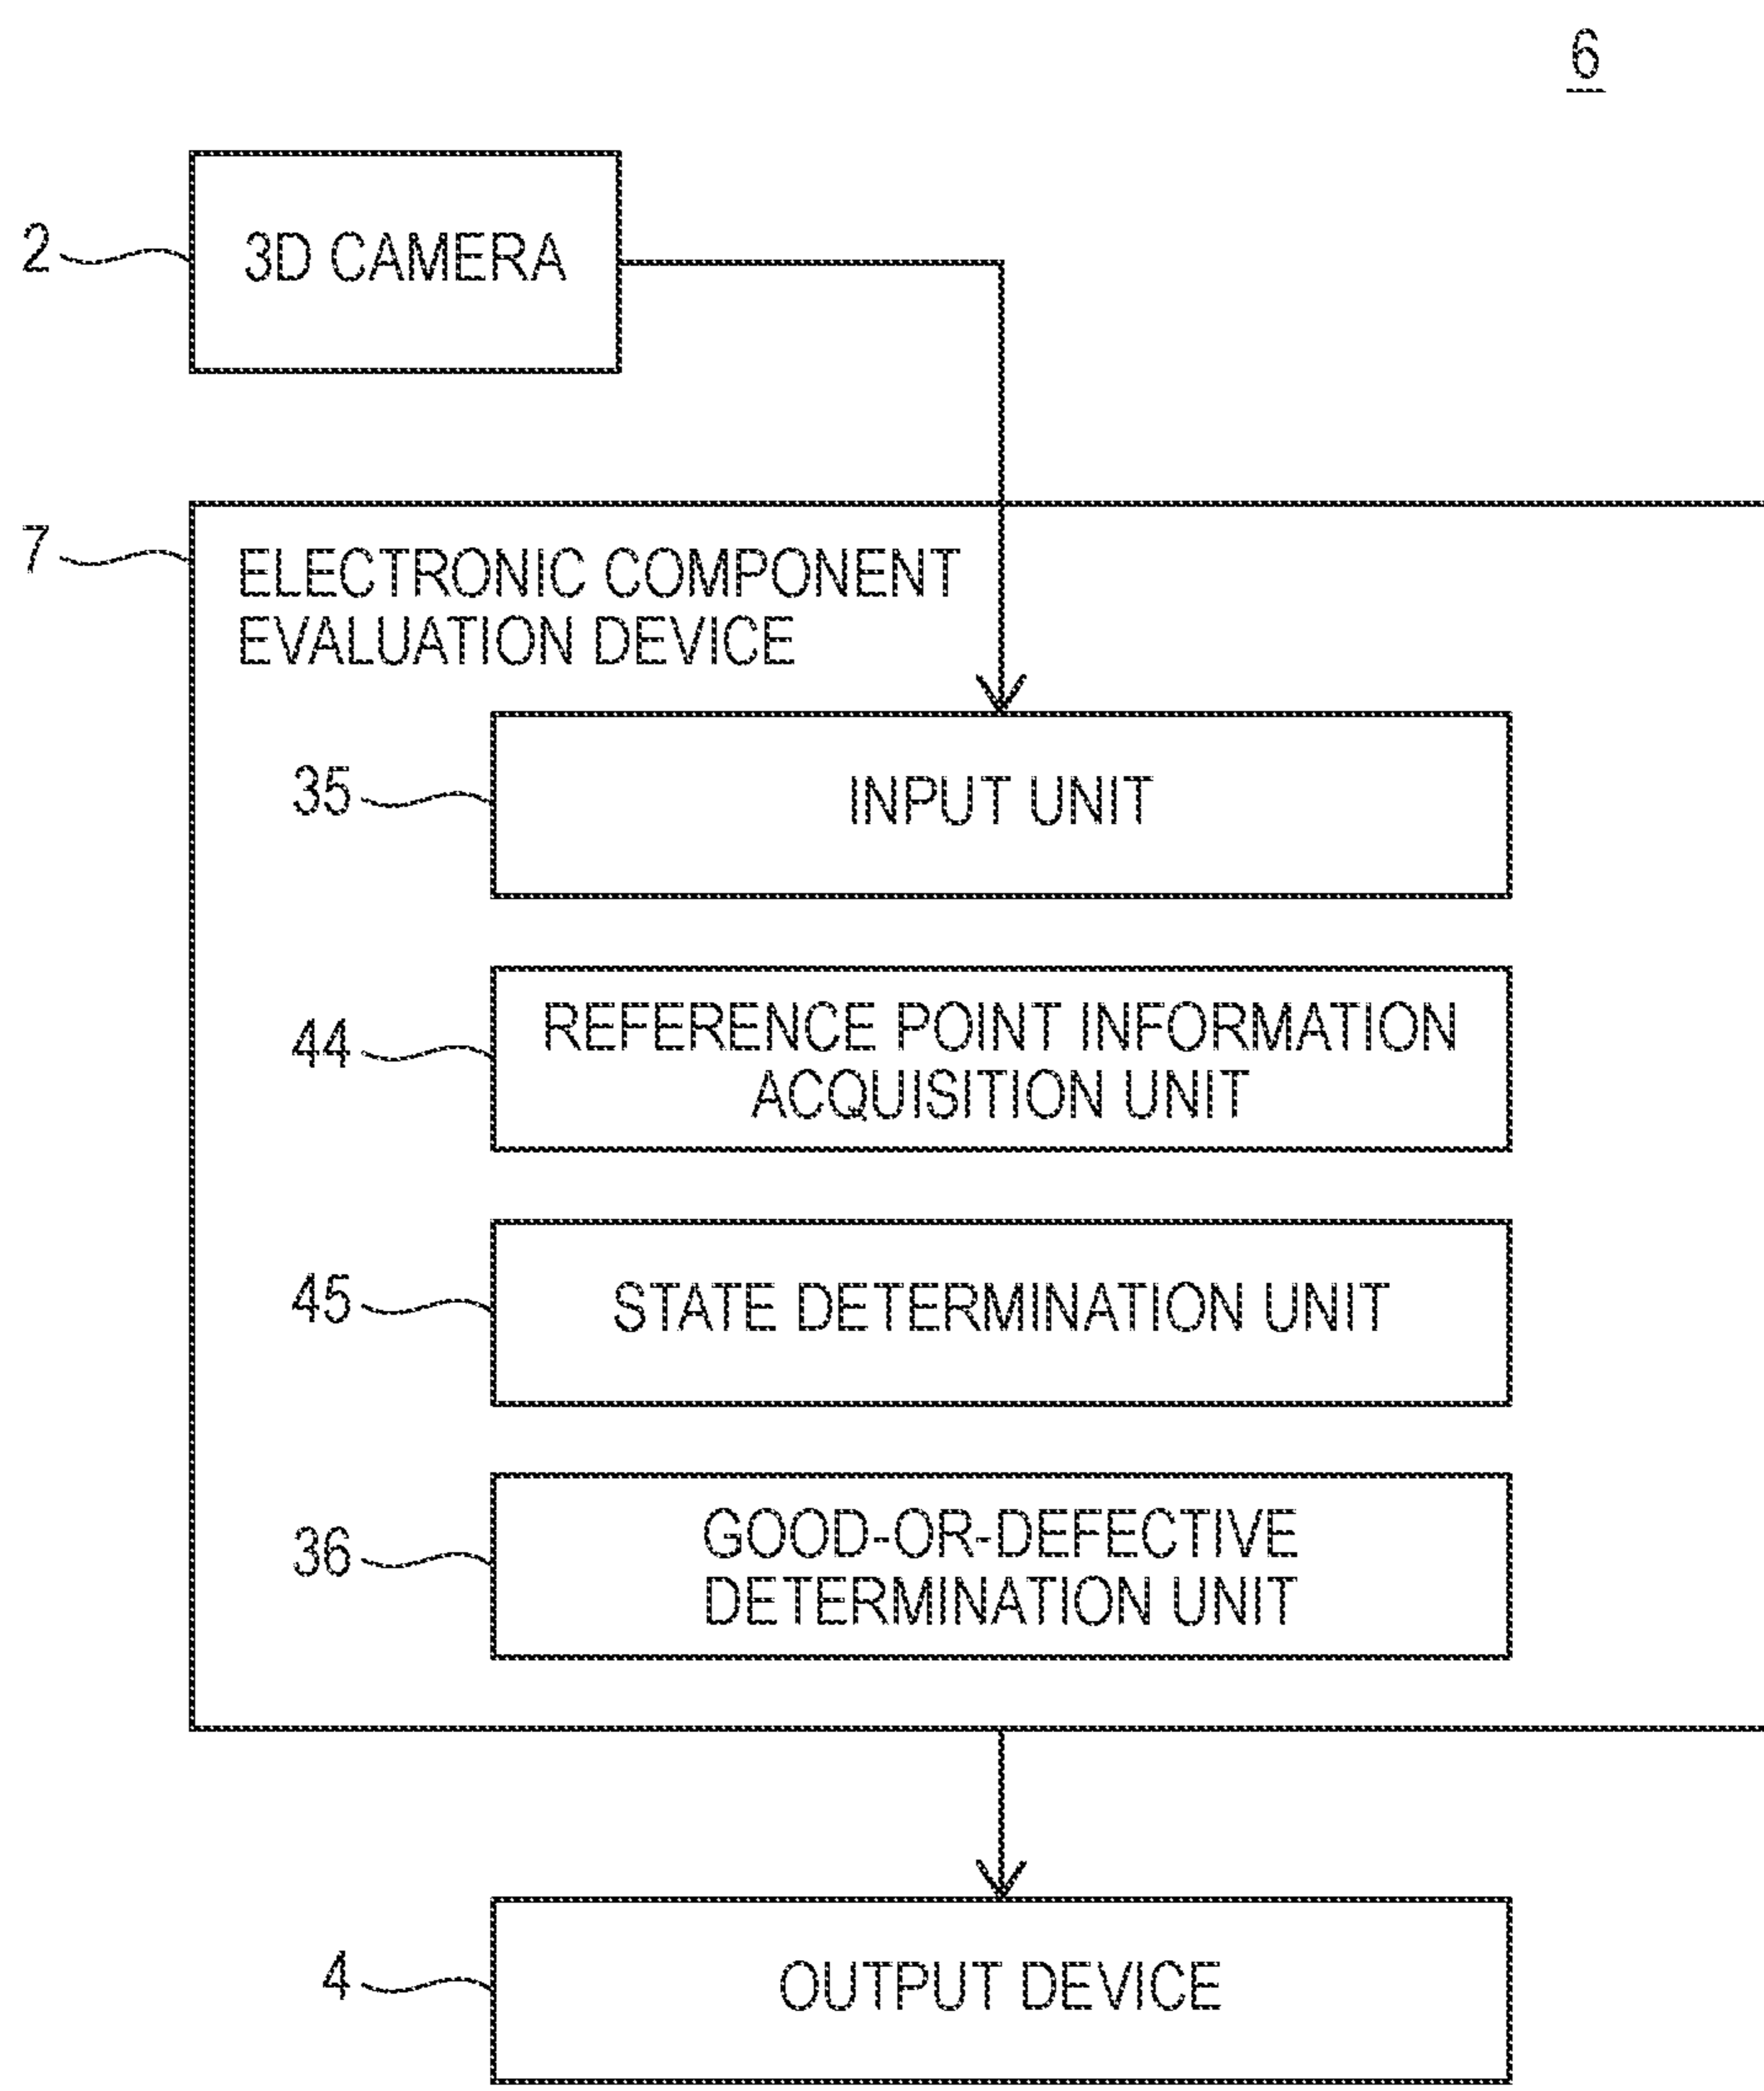 6
2
3D CAMERA
7
ELECTRONIC COMPONENT
EVALUATION DEVICE
35
INPUT UNIT
44
REFERENCE POINT INFORMATION
ACQUISITION UNIT
45
STATE DETERMINATION UNIT
36
GOOD-OR-DEFECTIVE
DETERMINATION UNIT
4
OUTPUT DEVICE